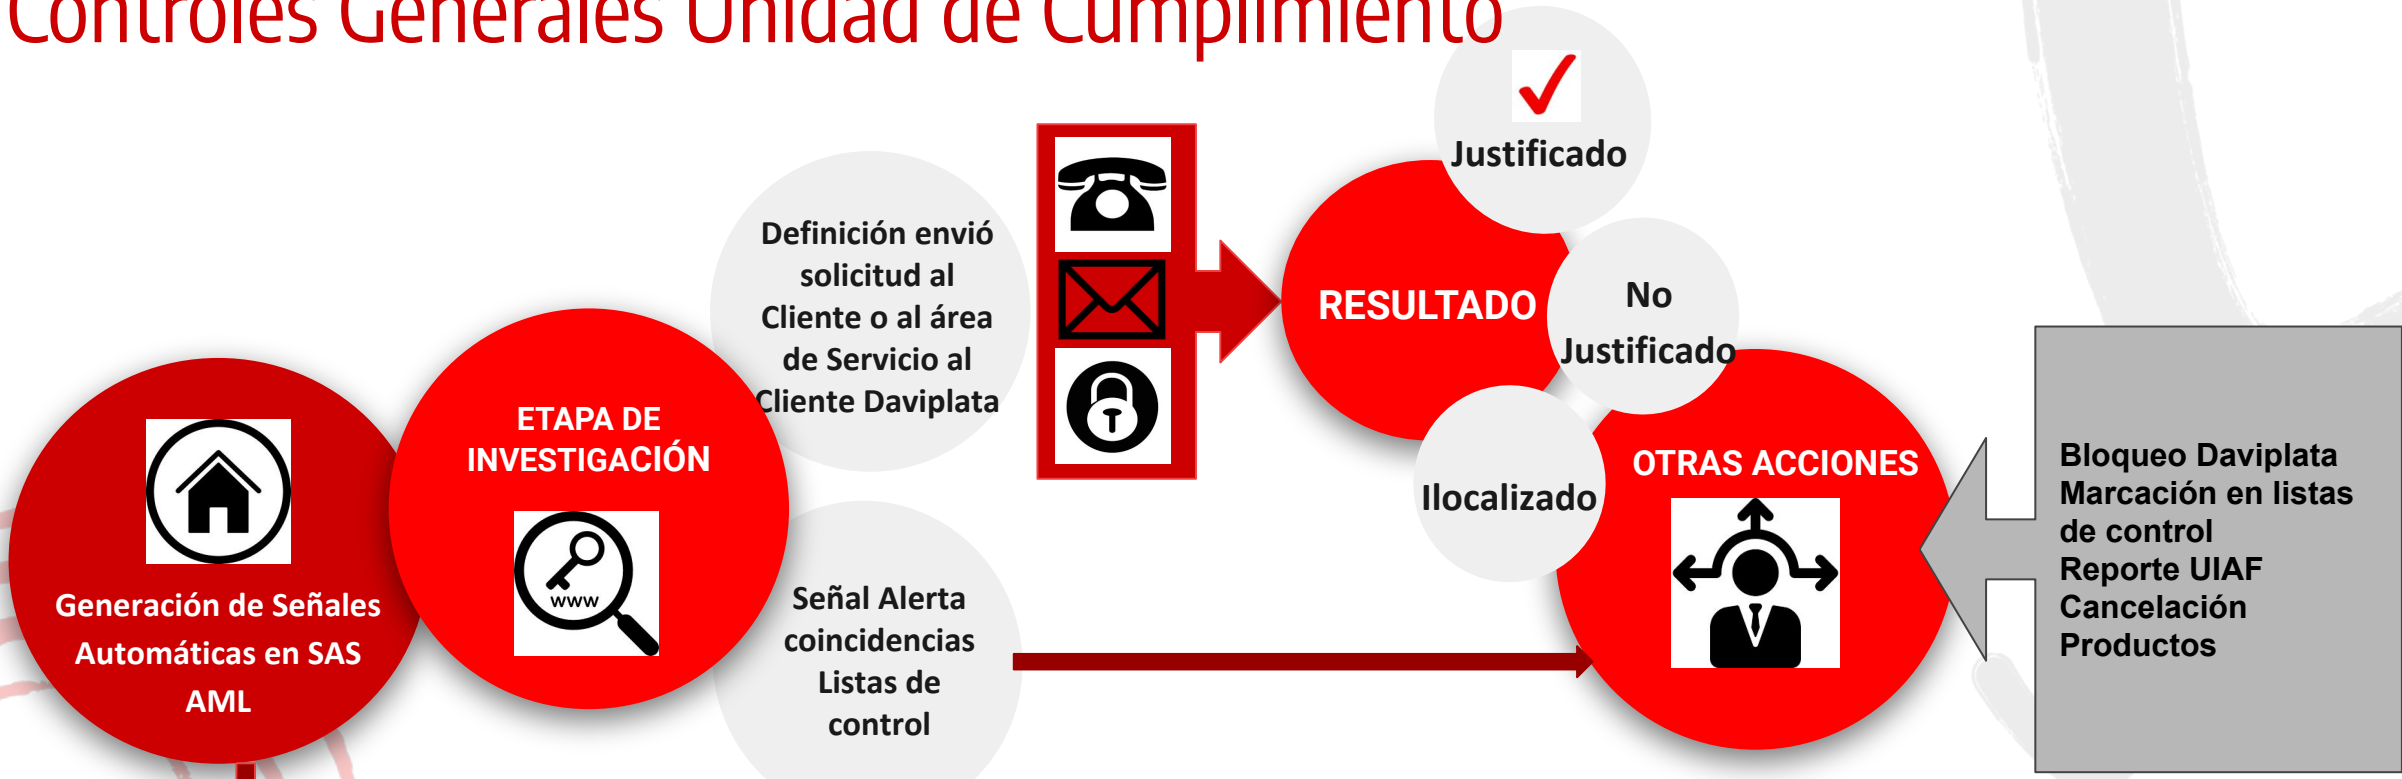 Controles Generales Unidad de Cumplimiento
Generación de Señales
Automáticas en SAS
AML
ETAPA DE
INVESTIGACIÓN
www
Definición envió
solicitud al
Cliente o al área
de Servicio al
Cliente Daviplata
Señal Alerta
coincidencias
Listas de
control
RESULTADO
Justificado
No
Justificado
Ilocalizado
OTRAS ACCIONES
Bloqueo Daviplata
Marcación en listas
de control
Reporte UIAF
Cancelación
Productos